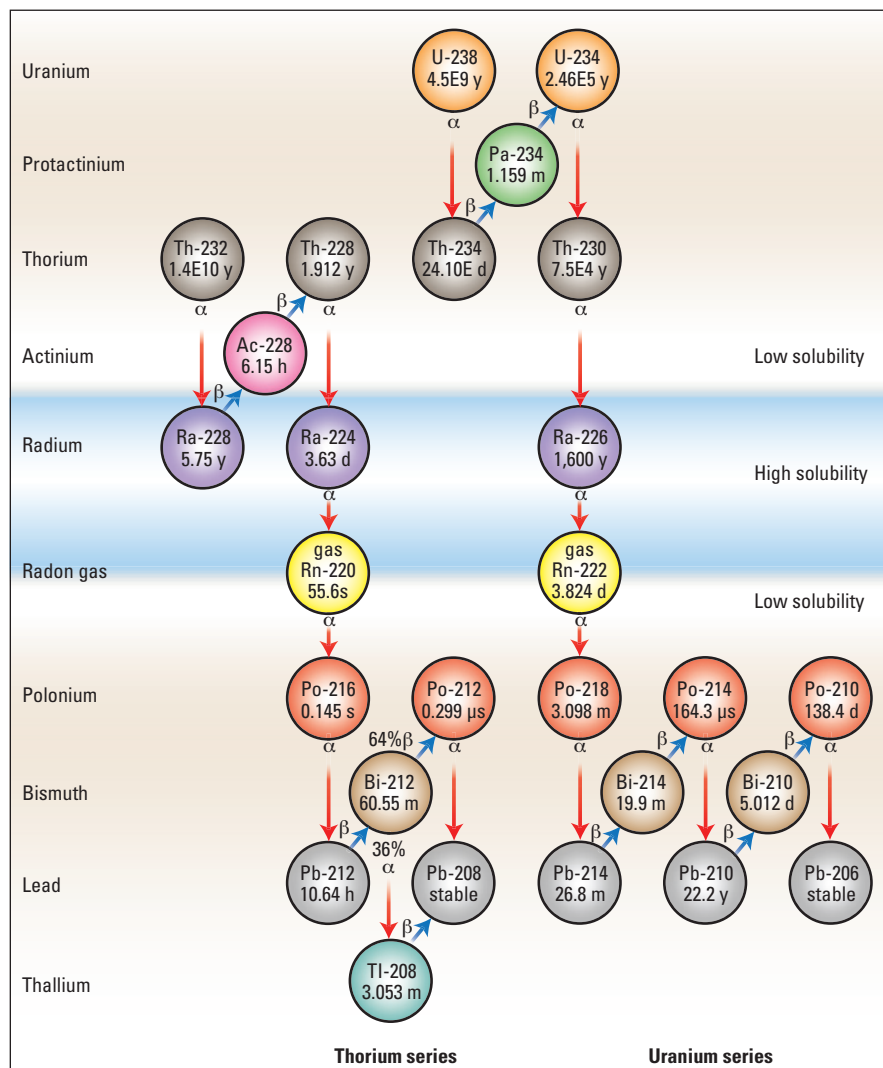 Uranium
U-238
4.5E9 y
U-234
2.46E5 y
α
β
α
Protactinium
Pa-234
1.159 m
β
Thorium
Th-232
1.4E10 y
Th-228
1.912 y
Th-234
24.10E d
Th-230
7.5E4 y
α
β
α
α
Actinium
Ac-228
6.15 h
Low solubility
β
Radium
Ra-228
5.75 y
Ra-224
3.63 d
Ra-226
1,600 y
High solubility
α
α
Radon gas
gas
Rn-220
55.6s
gas
Rn-222
3.824 d
Low solubility
α
α
Polonium
Po-216
0.145 s
Po-212
0.299 µs
Po-218
3.098 m
Po-214
164.3 µs
Po-210
138.4 d
α
64%β
α
α
β
α
β
α
Bismuth
Bi-212
60.55 m
Bi-214
19.9 m
Bi-210
5.012 d
β
36%
α
β
β
Lead
Pb-212
10.64 h
Pb-208
stable
Pb-214
26.8 m
Pb-210
22.2 y
Pb-206
stable
β
Thallium
Tl-208
3.053 m
Thorium series
Uranium series